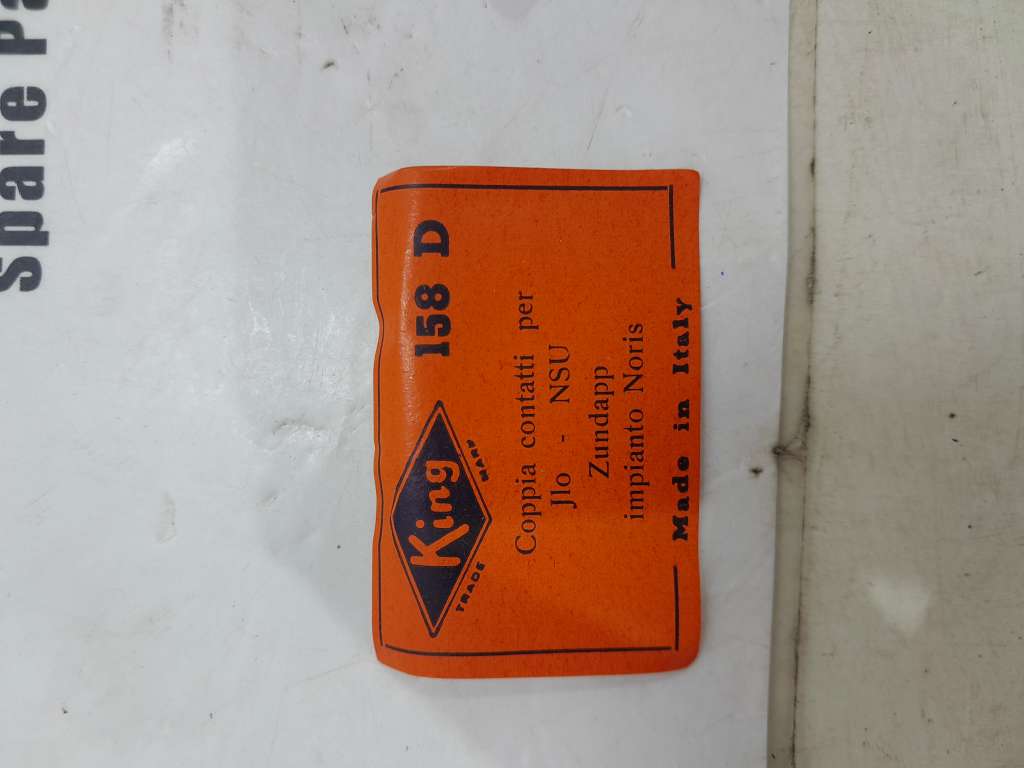 Spare Pa
King
TRADE MARK
158 D
Coppia contatti per
Jlo - NSU
Zundapp
impianto Noris
Made in Italy